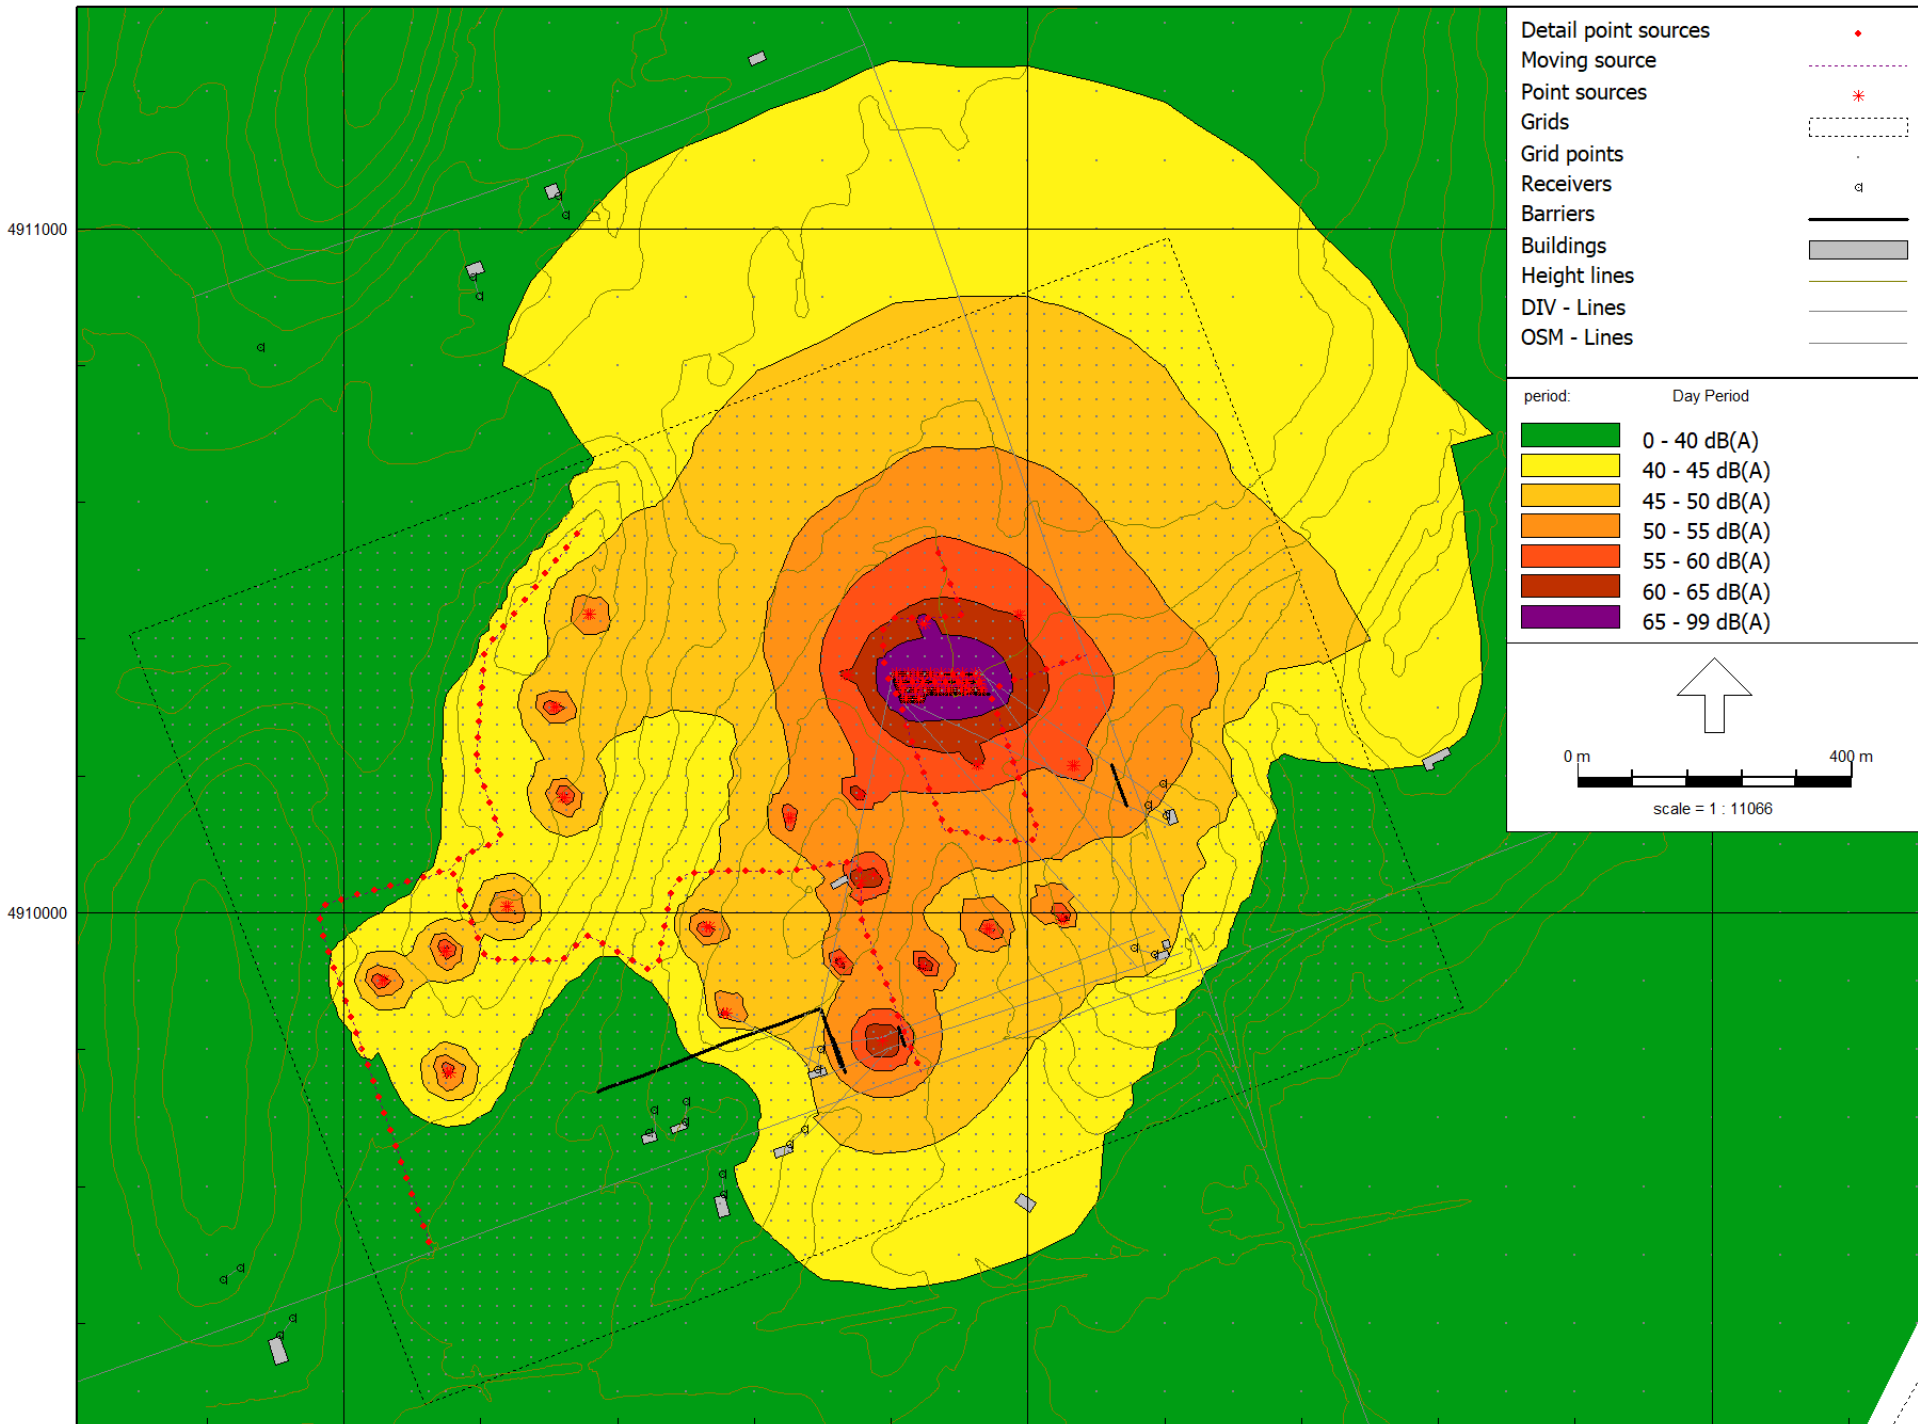 Detail point sources
Moving source
Point sources
Grids
Grid points
Receivers
Barriers
Buildings
Height lines
DIV - Lines
OSM - Lines
period: Day Period
0 - 40 dB(A)
40 - 45 dB(A)
45 - 50 dB(A)
50 - 55 dB(A)
55 - 60 dB(A)
60 - 65 dB(A)
65 - 99 dB(A)
0 m 400 m
scale = 1 : 11066
4911000
4910000